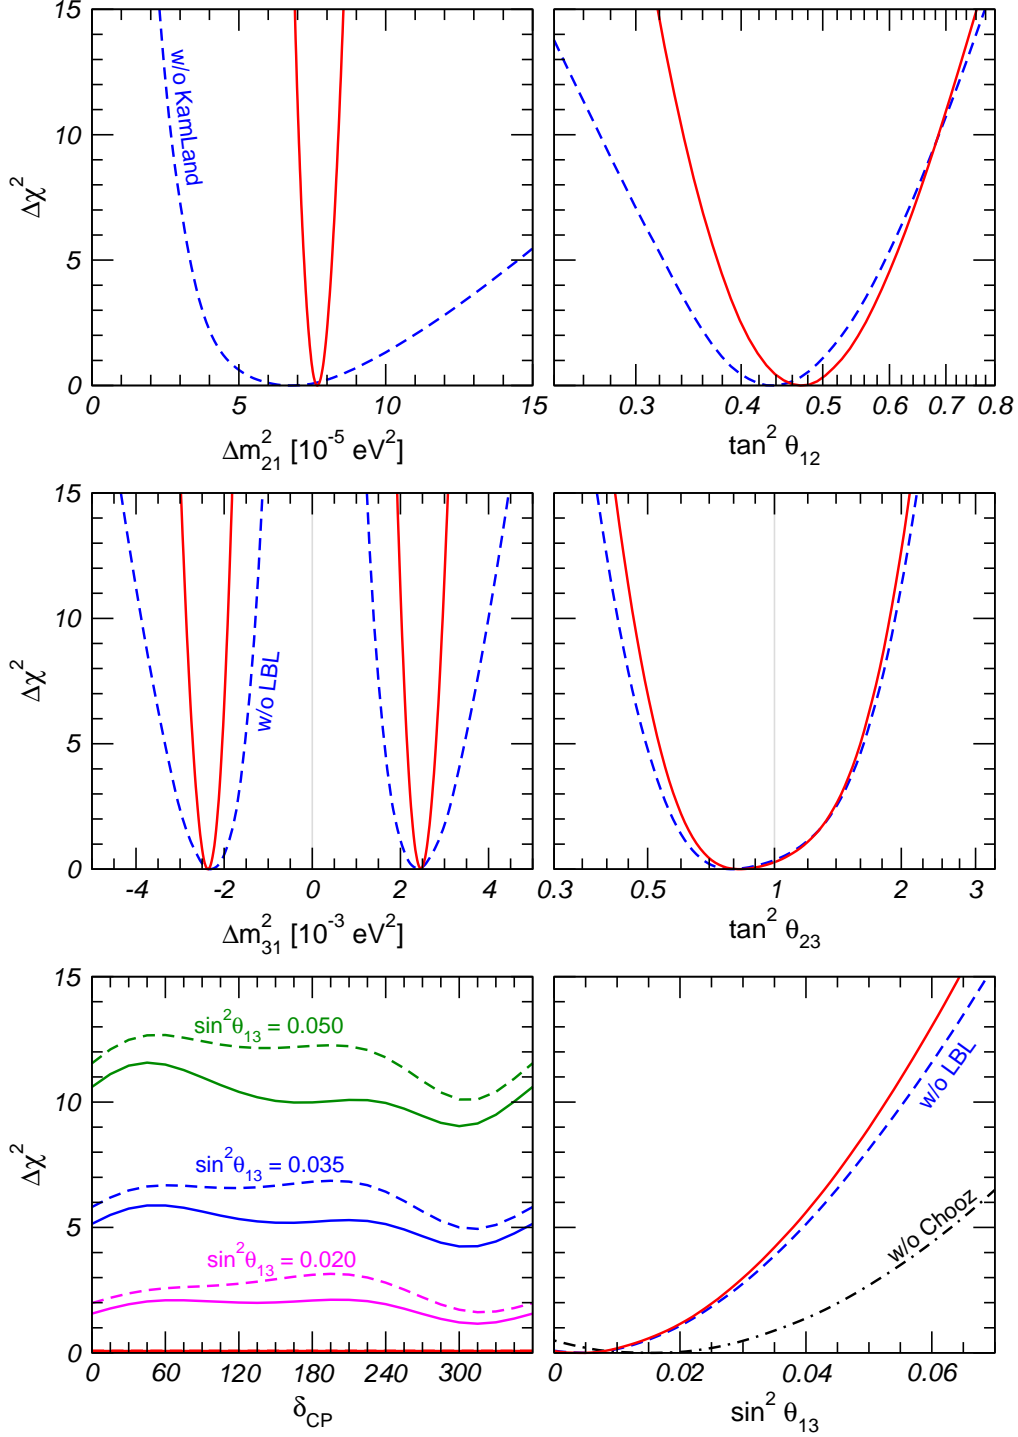 15
10
5
0
Δχ²
w/o KamLand
0 5 10 15
Δm²₂₁ [10⁻⁵ eV²]
0.3 0.4 0.5 0.6 0.7 0.8
tan² θ₁₂
15
10
5
0
Δχ²
w/o LBL
-4 -2 0 2 4
Δm²₃₁ [10⁻³ eV²]
0.3 0.5 1 2 3
tan² θ₂₃
15
10
5
0
Δχ²
sin²θ₁₃ = 0.050
sin²θ₁₃ = 0.035
sin²θ₁₃ = 0.020
0 60 120 180 240 300
δ_CP
w/o LBL
w/o Chooz
0 0.02 0.04 0.06
sin² θ₁₃